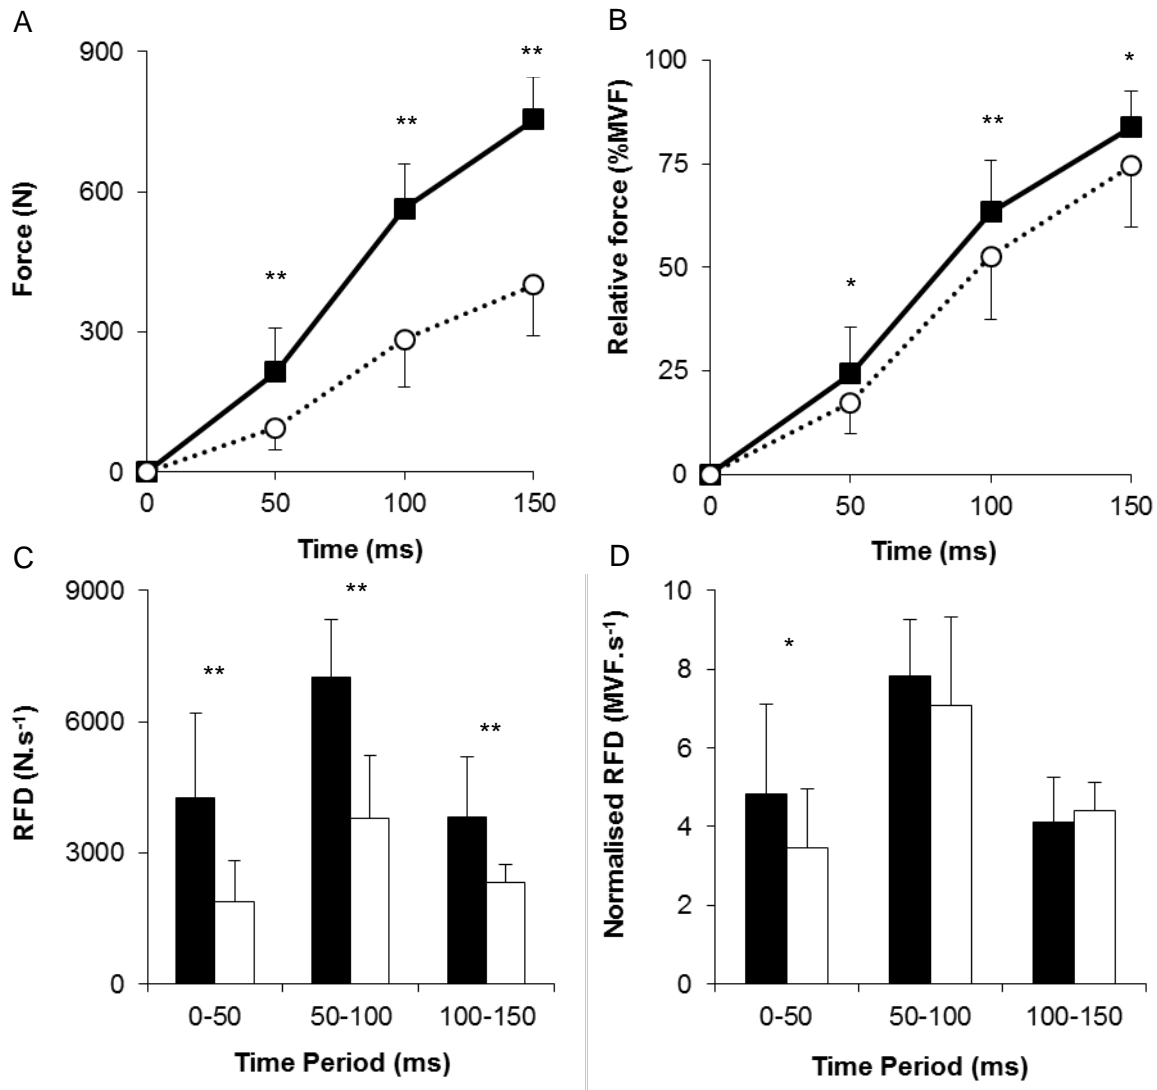 A
900
600
300
0
Force (N)
**
**
**
0 50 100 150
Time (ms)
B
100
75
50
25
0
Relative force (%MVF)
*
**
*
0 50 100 150
Time (ms)
C
9000
6000
3000
0
RFD (N.s⁻¹)
**
**
**
0-50 50-100 100-150
Time Period (ms)
D
10
8
6
4
2
0
Normalised RFD (MVF.s⁻¹)
*
0-50 50-100 100-150
Time Period (ms)